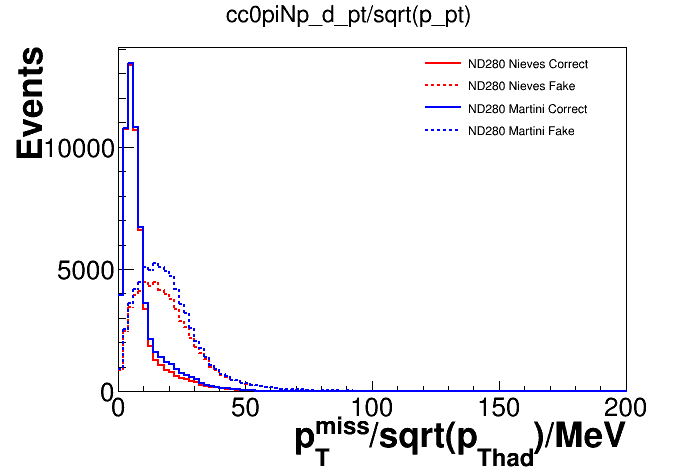 cc0piNp_d_pt/sqrt(p_pt)
Events
ND280 Nieves Correct
ND280 Nieves Fake
ND280 Martini Correct
ND280 Martini Fake
10000
5000
0
0 50 100 150 200
p_T^miss/sqrt(p_Thad)/MeV